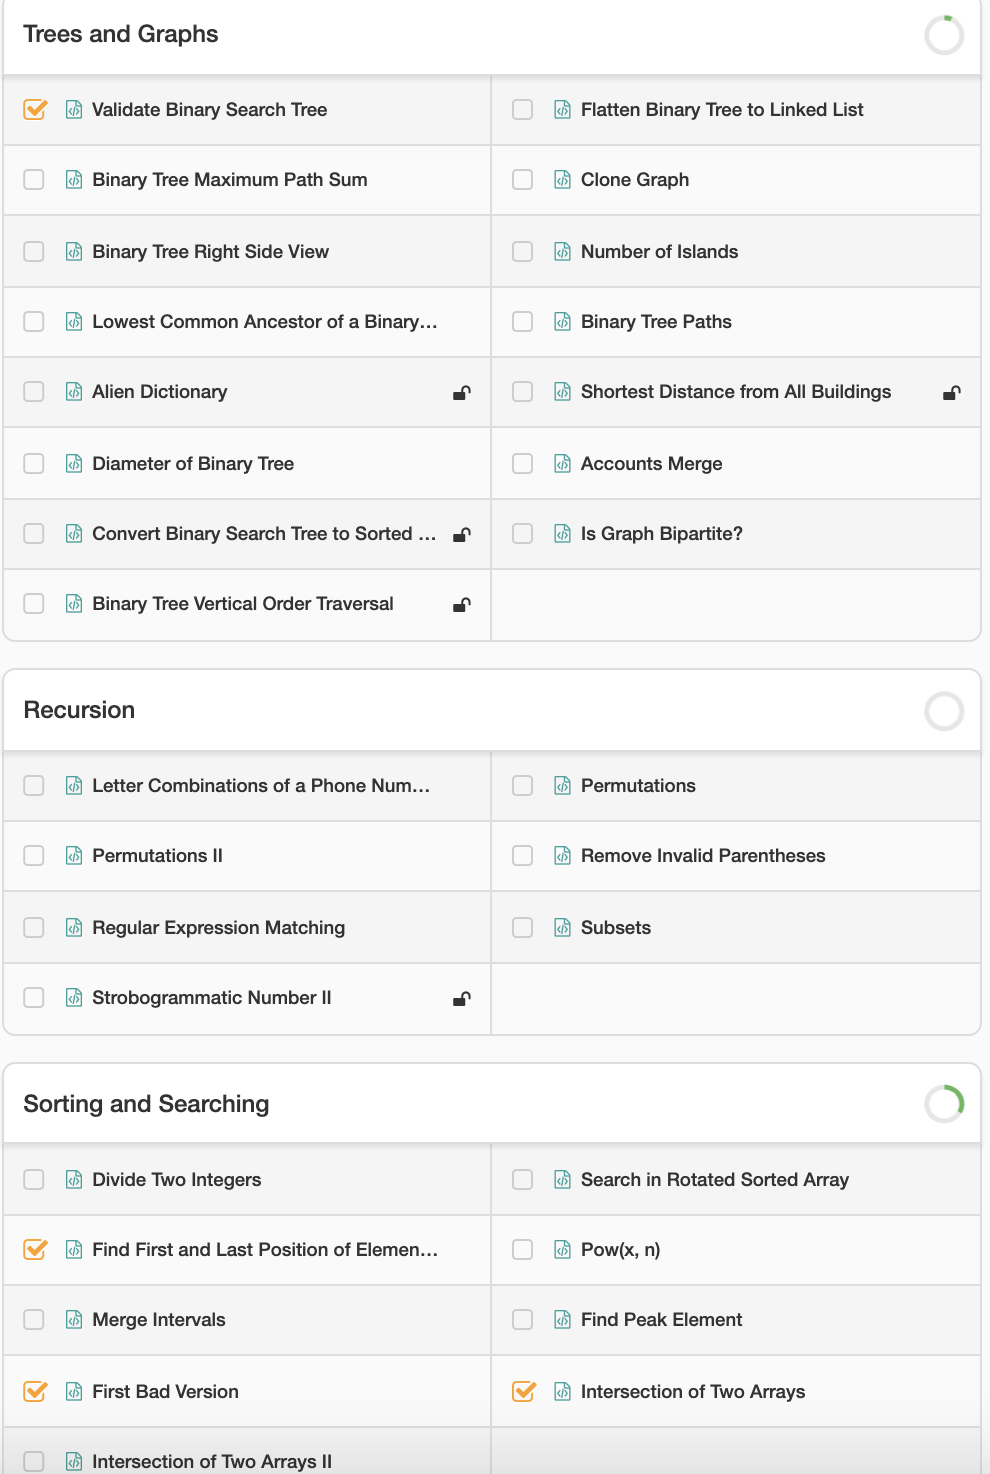 Trees and Graphs
Validate Binary Search Tree
Flatten Binary Tree to Linked List
Binary Tree Maximum Path Sum
Clone Graph
Binary Tree Right Side View
Number of Islands
Lowest Common Ancestor of a Binary...
Binary Tree Paths
Alien Dictionary
Shortest Distance from All Buildings
Diameter of Binary Tree
Accounts Merge
Convert Binary Search Tree to Sorted ...
Is Graph Bipartite?
Binary Tree Vertical Order Traversal
Recursion
Letter Combinations of a Phone Num...
Permutations
Permutations II
Remove Invalid Parentheses
Regular Expression Matching
Subsets
Strobogrammatic Number II
Sorting and Searching
Divide Two Integers
Search in Rotated Sorted Array
Find First and Last Position of Elemen...
Pow(x, n)
Merge Intervals
Find Peak Element
First Bad Version
Intersection of Two Arrays
Intersection of Two Arrays II